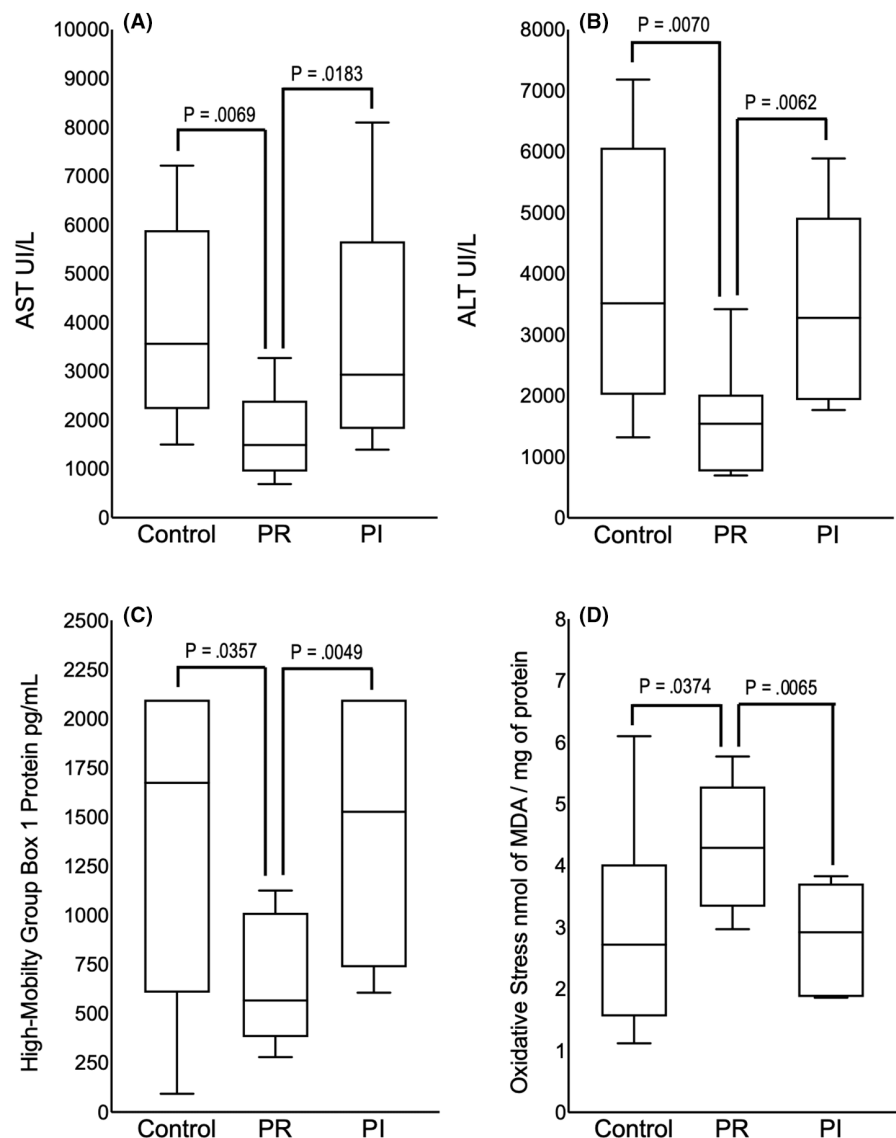 (A)
AST UI/L
10000
9000
8000
7000
6000
5000
4000
3000
2000
1000
0
P = .0069
P = .0183
Control PR PI
(B)
ALT UI/L
8000
7000
6000
5000
4000
3000
2000
1000
0
P = .0070
P = .0062
Control PR PI
(C)
High-Mobilty Group Box 1 Protein pg/mL
2500
2250
2000
1750
1500
1250
1000
750
500
250
0
P = .0357
P = .0049
Control PR PI
(D)
Oxidative Stress nmol of MDA / mg of protein
8
7
6
5
4
3
2
1
0
P = .0374
P = .0065
Control PR PI